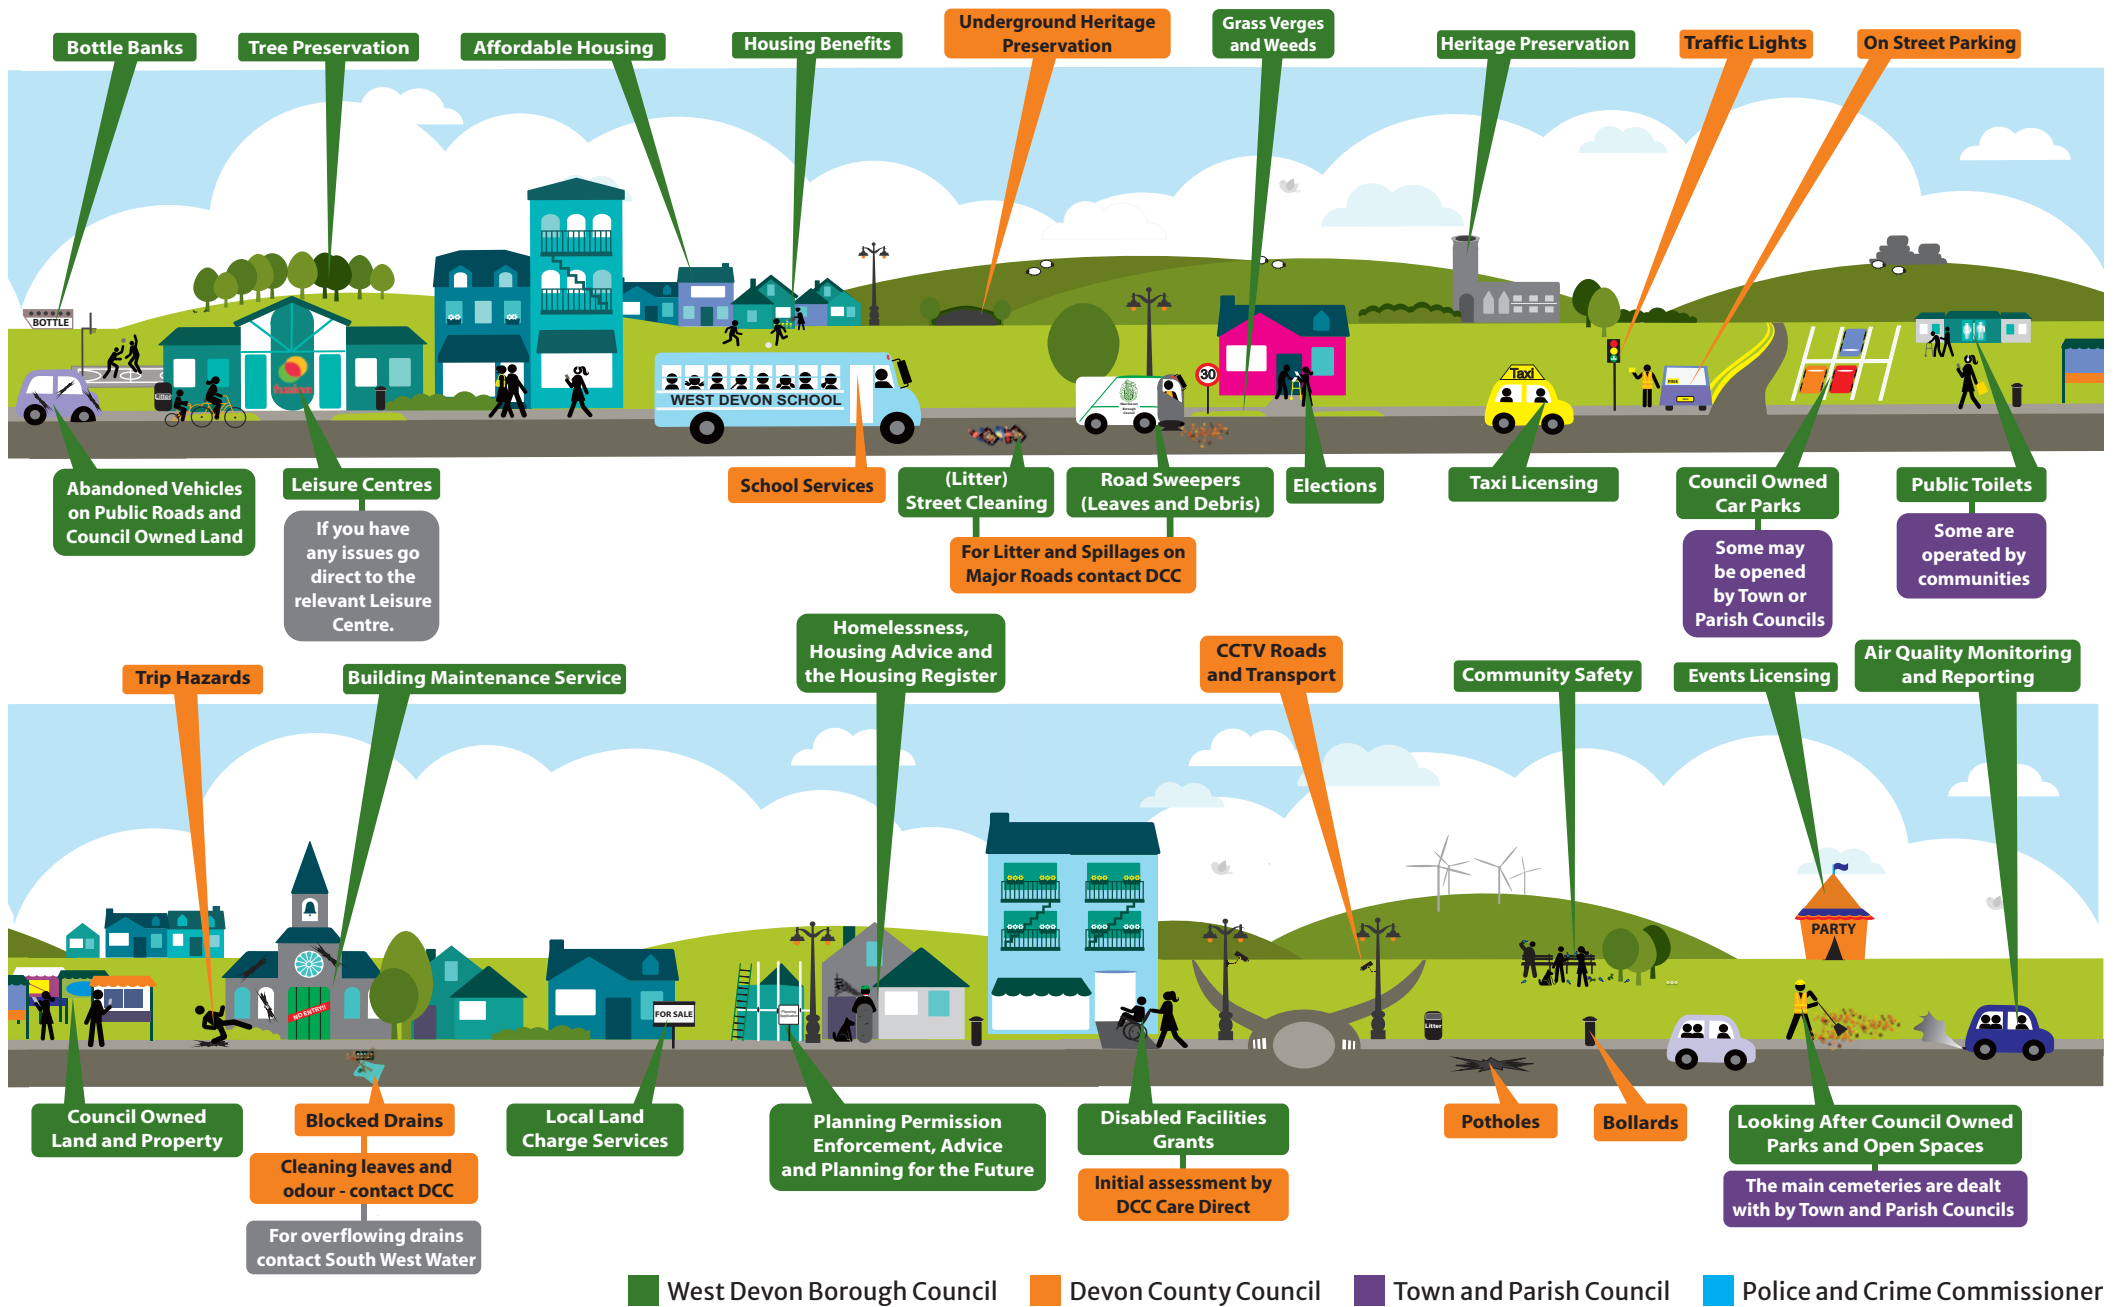 Bottle Banks
Tree Preservation
Affordable Housing
Housing Benefits
Underground Heritage
Preservation
Grass Verges
and Weeds
Heritage Preservation
Traffic Lights
On Street Parking
BOTTLE
fusion
WEST DEVON SCHOOL
West Devon
Borough
Council
30
Taxi
Abandoned Vehicles
on Public Roads and
Council Owned Land
Leisure Centres
If you have
any issues go
direct to the
relevant Leisure
Centre.
School Services
(Litter)
Street Cleaning
Road Sweepers
(Leaves and Debris)
For Litter and Spillages on
Major Roads contact DCC
Elections
Taxi Licensing
Council Owned
Car Parks
Some may
be opened
by Town or
Parish Councils
Public Toilets
Some are
operated by
communities
Trip Hazards
Building Maintenance Service
Homelessness,
Housing Advice and
the Housing Register
CCTV Roads
and Transport
Community Safety
Events Licensing
Air Quality Monitoring
and Reporting
PARTY
NO ENTRY!!
FOR SALE
Planning
Application
Litter
Council Owned
Land and Property
Blocked Drains
Cleaning leaves and
odour - contact DCC
For overflowing drains
contact South West Water
Local Land
Charge Services
Planning Permission
Enforcement, Advice
and Planning for the Future
Disabled Facilities
Grants
Initial assessment by
DCC Care Direct
Potholes
Bollards
Looking After Council Owned
Parks and Open Spaces
The main cemeteries are dealt
with by Town and Parish Councils
West Devon Borough Council
Devon County Council
Town and Parish Council
Police and Crime Commissioner